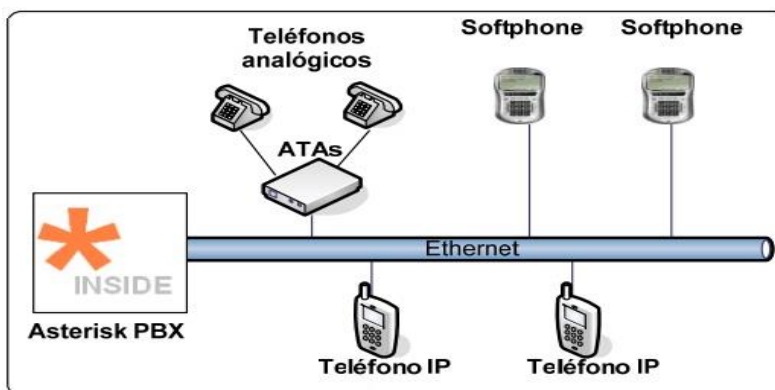 Teléfonos
analógicos
Softphone
Softphone
ATAs
Ethernet
INSIDE
Asterisk PBX
Teléfono IP
Teléfono IP